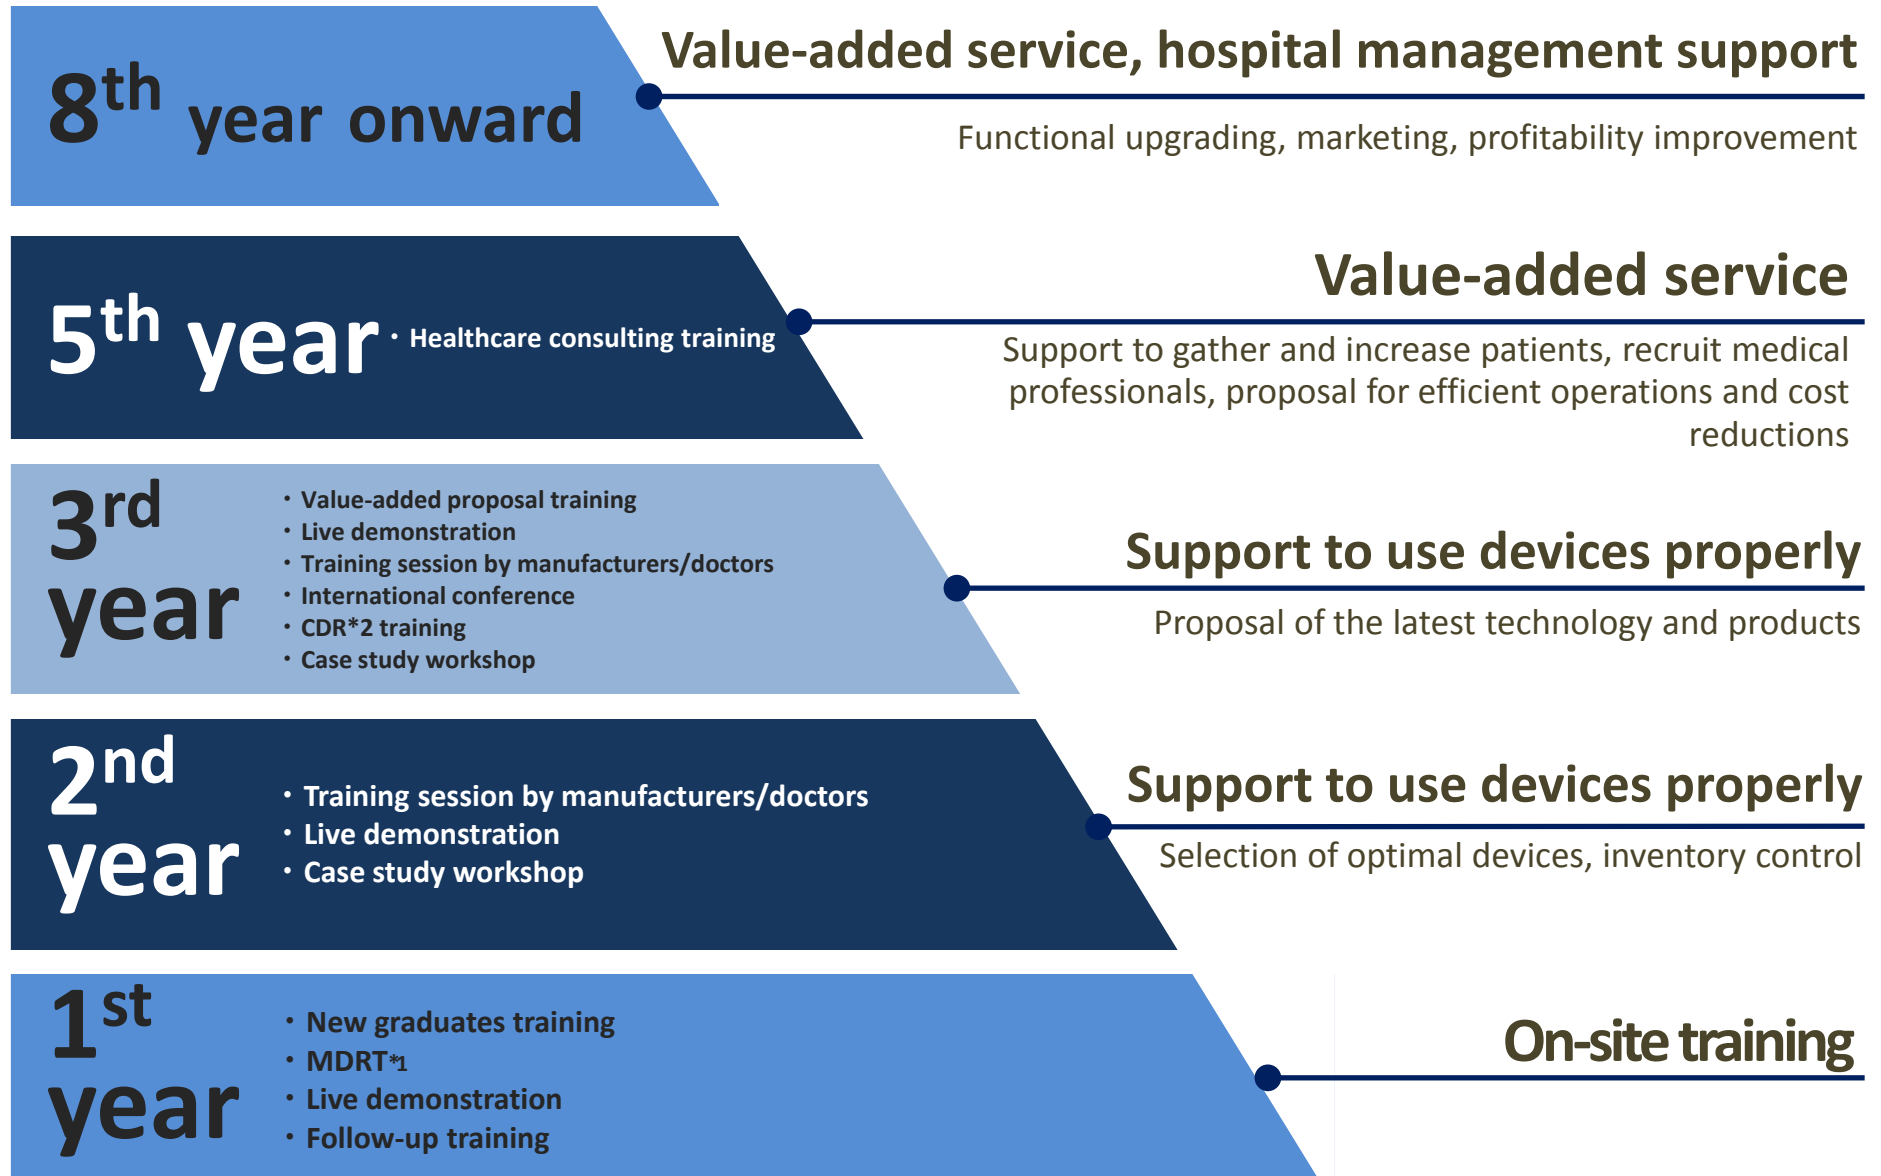 8th year onward
Value-added service, hospital management support
Functional upgrading, marketing, profitability improvement
5th year
・Healthcare consulting training
Value-added service
Support to gather and increase patients, recruit medical
professionals, proposal for efficient operations and cost
reductions
3rd
year
・Value-added proposal training
・Live demonstration
・Training session by manufacturers/doctors
・International conference
・CDR*2 training
・Case study workshop
Support to use devices properly
Proposal of the latest technology and products
2nd
year
・Training session by manufacturers/doctors
・Live demonstration
・Case study workshop
Support to use devices properly
Selection of optimal devices, inventory control
1st
year
・New graduates training
・MDRT*1
・Live demonstration
・Follow-up training
On-site training